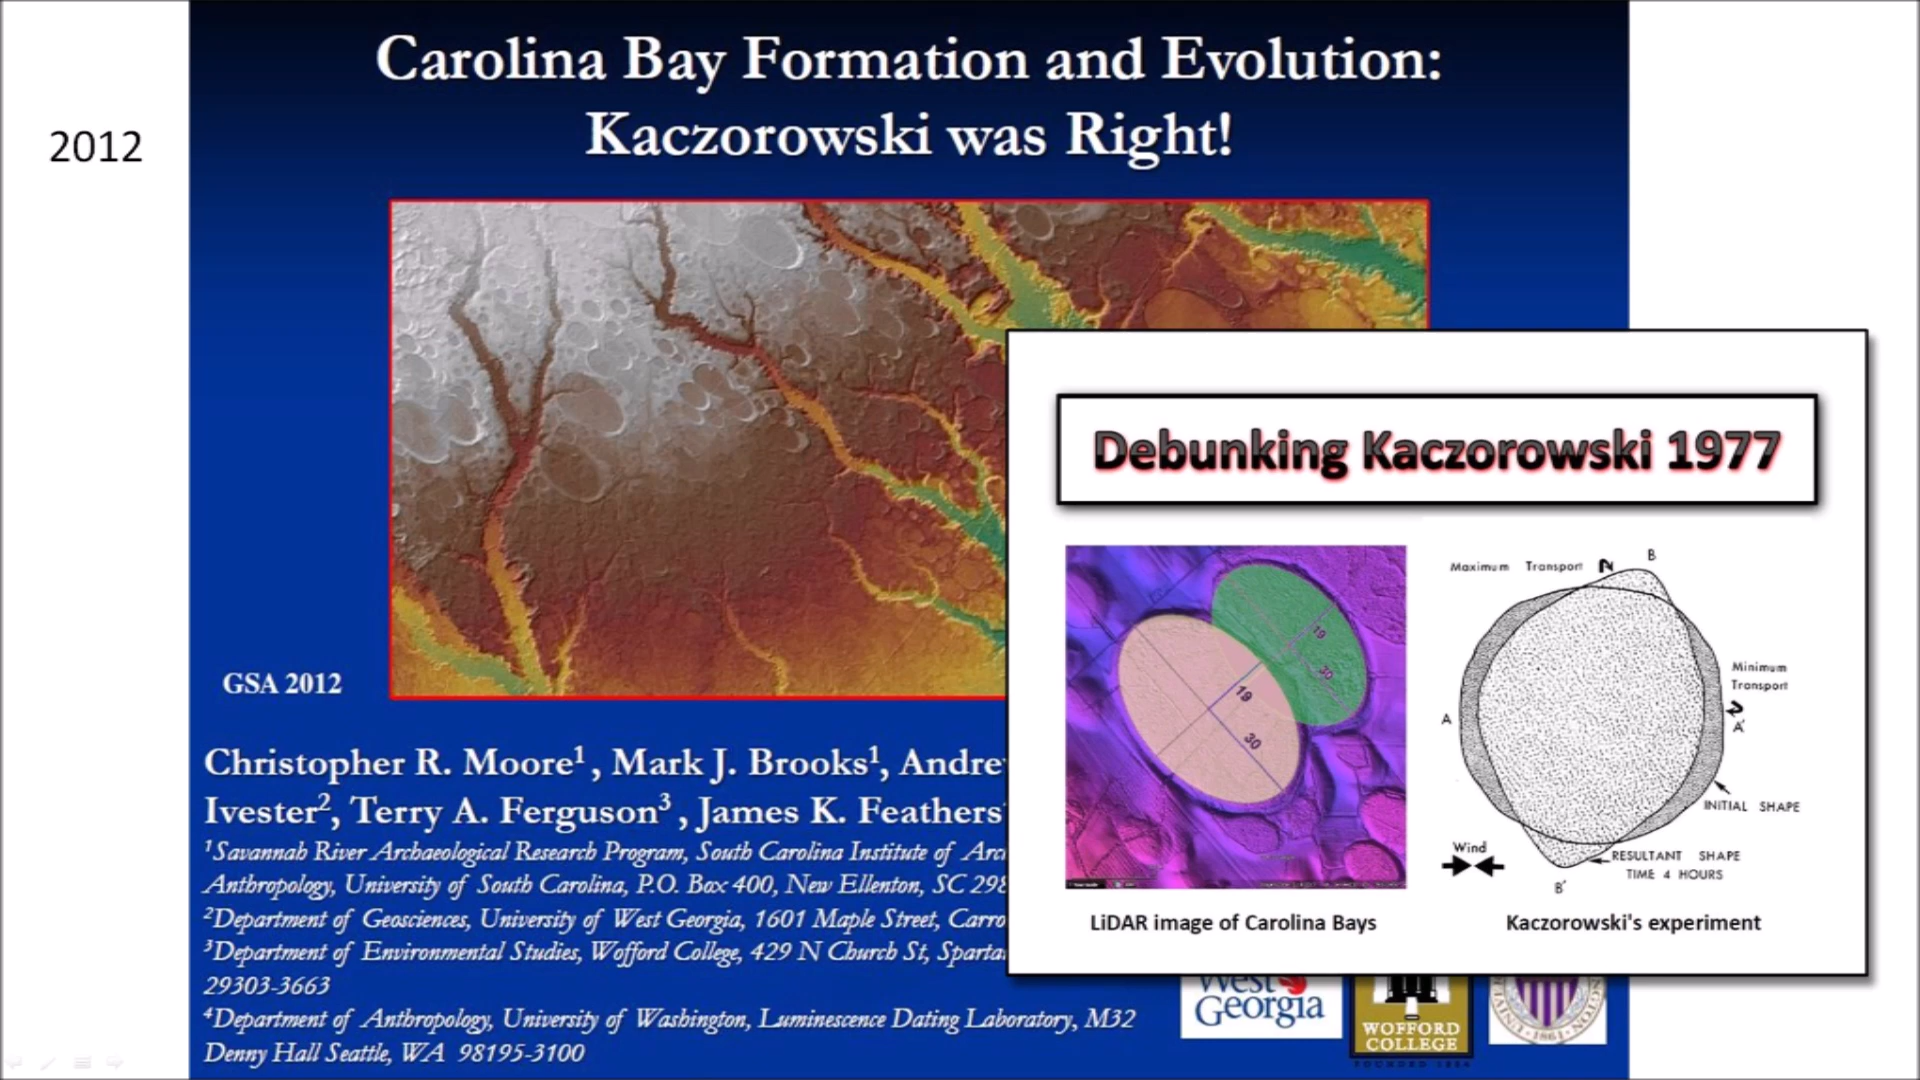 2012
Carolina Bay Formation and Evolution:
Kaczorowski was Right!
GSA 2012
Christopher R. Moore¹, Mark J. Brooks¹, Andre
Ivester², Terry A. Ferguson³, James K. Feathers
¹Savannah River Archaeological Research Program, South Carolina Institute of Arc
Anthropology, University of South Carolina, P.O. Box 400, New Ellenton, SC 298
²Department of Geosciences, University of West Georgia, 1601 Maple Street, Carro
³Department of Environmental Studies, Wofford College, 429 N Church St, Sparta
29303-3663
⁴Department of Anthropology, University of Washington, Luminescence Dating Laboratory, M32
Denny Hall Seattle, WA 98195-3100
Debunking Kaczorowski 1977
19
30
19
30
LiDAR image of Carolina Bays
Maximum Transport
B
Minimum
Transport
A
A'
INITIAL SHAPE
Wind
RESULTANT SHAPE
TIME 4 HOURS
B'
Kaczorowski's experiment
West
Georgia
WOFFORD
COLLEGE
1861